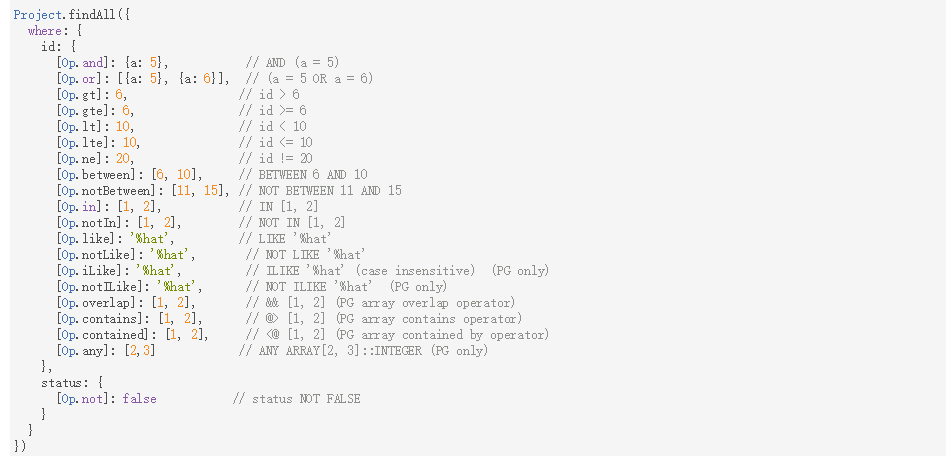 Project.findAll({
  where: {
    id: {
      [Op.and]: {a: 5},           // AND (a = 5)
      [Op.or]: [{a: 5}, {a: 6}],  // (a = 5 OR a = 6)
      [Op.gt]: 6,                // id > 6
      [Op.gte]: 6,               // id >= 6
      [Op.lt]: 10,               // id < 10
      [Op.lte]: 10,              // id <= 10
      [Op.ne]: 20,               // id != 20
      [Op.between]: [6, 10],     // BETWEEN 6 AND 10
      [Op.notBetween]: [11, 15], // NOT BETWEEN 11 AND 15
      [Op.in]: [1, 2],           // IN [1, 2]
      [Op.notIn]: [1, 2],        // NOT IN [1, 2]
      [Op.like]: '%hat',         // LIKE '%hat'
      [Op.notLike]: '%hat',       // NOT LIKE '%hat'
      [Op.iLike]: '%hat',         // ILIKE '%hat' (case insensitive)  (PG only)
      [Op.notILike]: '%hat',      // NOT ILIKE '%hat'  (PG only)
      [Op.overlap]: [1, 2],       // && [1, 2] (PG array overlap operator)
      [Op.contains]: [1, 2],      // @> [1, 2] (PG array contains operator)
      [Op.contained]: [1, 2],     // <@ [1, 2] (PG array contained by operator)
      [Op.any]: [2,3]            // ANY ARRAY[2, 3]::INTEGER (PG only)
    },
    status: {
      [Op.not]: false           // status NOT FALSE
    }
  }
})